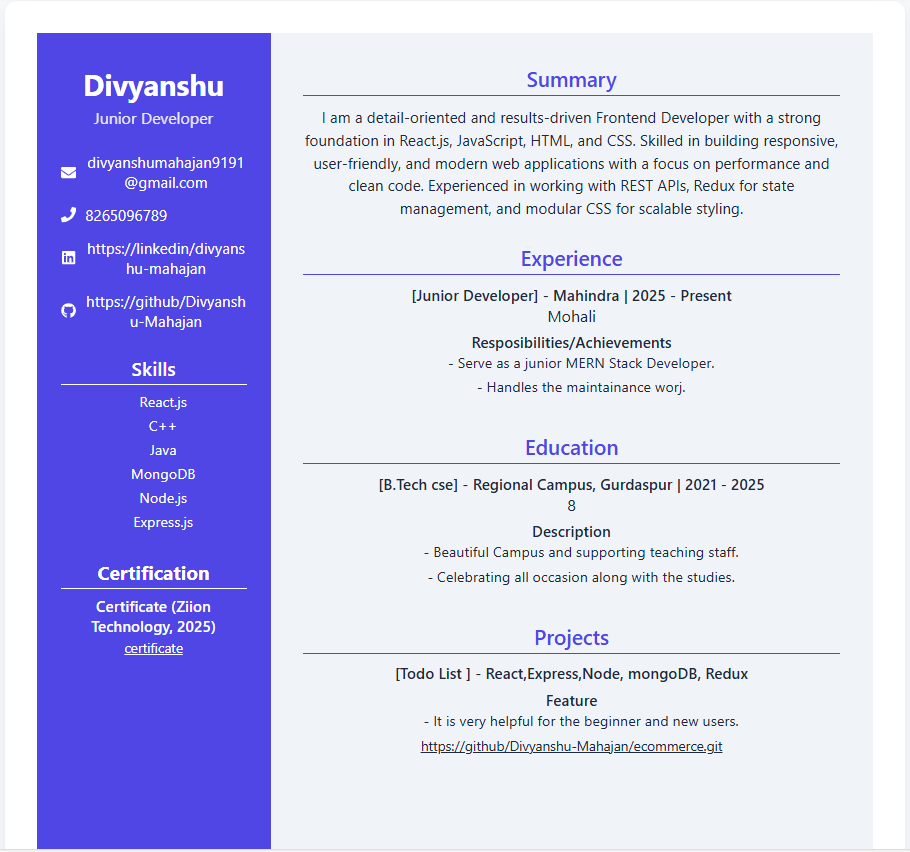 Divyanshu
Junior Developer
divyanshumahajan9191
@gmail.com
8265096789
https://linkedin/divyans
hu-mahajan
https://github/Divyansh
u-Mahajan
Skills
React.js
C++
Java
MongoDB
Node.js
Express.js
Certification
Certificate (Ziion
Technology, 2025)
certificate
Summary
I am a detail-oriented and results-driven Frontend Developer with a strong
foundation in React.js, JavaScript, HTML, and CSS. Skilled in building responsive,
user-friendly, and modern web applications with a focus on performance and
clean code. Experienced in working with REST APIs, Redux for state
management, and modular CSS for scalable styling.
Experience
[Junior Developer] - Mahindra | 2025 - Present
Mohali
Resposibilities/Achievements
- Serve as a junior MERN Stack Developer.
- Handles the maintainance worj.
Education
[B.Tech cse] - Regional Campus, Gurdaspur | 2021 - 2025
8
Description
- Beautiful Campus and supporting teaching staff.
- Celebrating all occasion along with the studies.
Projects
[Todo List ] - React,Express,Node, mongoDB, Redux
Feature
- It is very helpful for the beginner and new users.
https://github/Divyanshu-Mahajan/ecommerce.git